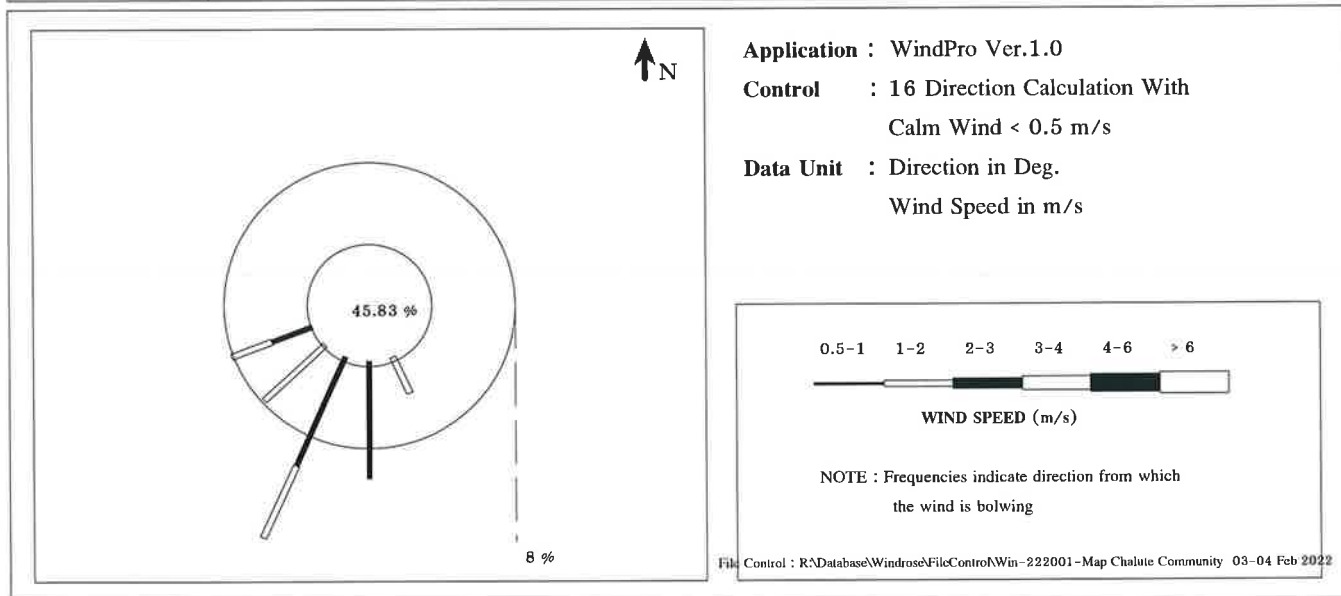 N
45.83 %
8 %
Application : WindPro Ver.1.0
Control : 16 Direction Calculation With
Calm Wind < 0.5 m/s
Data Unit : Direction in Deg.
Wind Speed in m/s
0.5-1 1-2 2-3 3-4 4-6 > 6
WIND SPEED (m/s)
NOTE : Frequencies indicate direction from which
the wind is bolwing
File Control : R:\Database\Windrose\FileControl\Win-222001-Map Chalute Community 03-04 Feb 2022